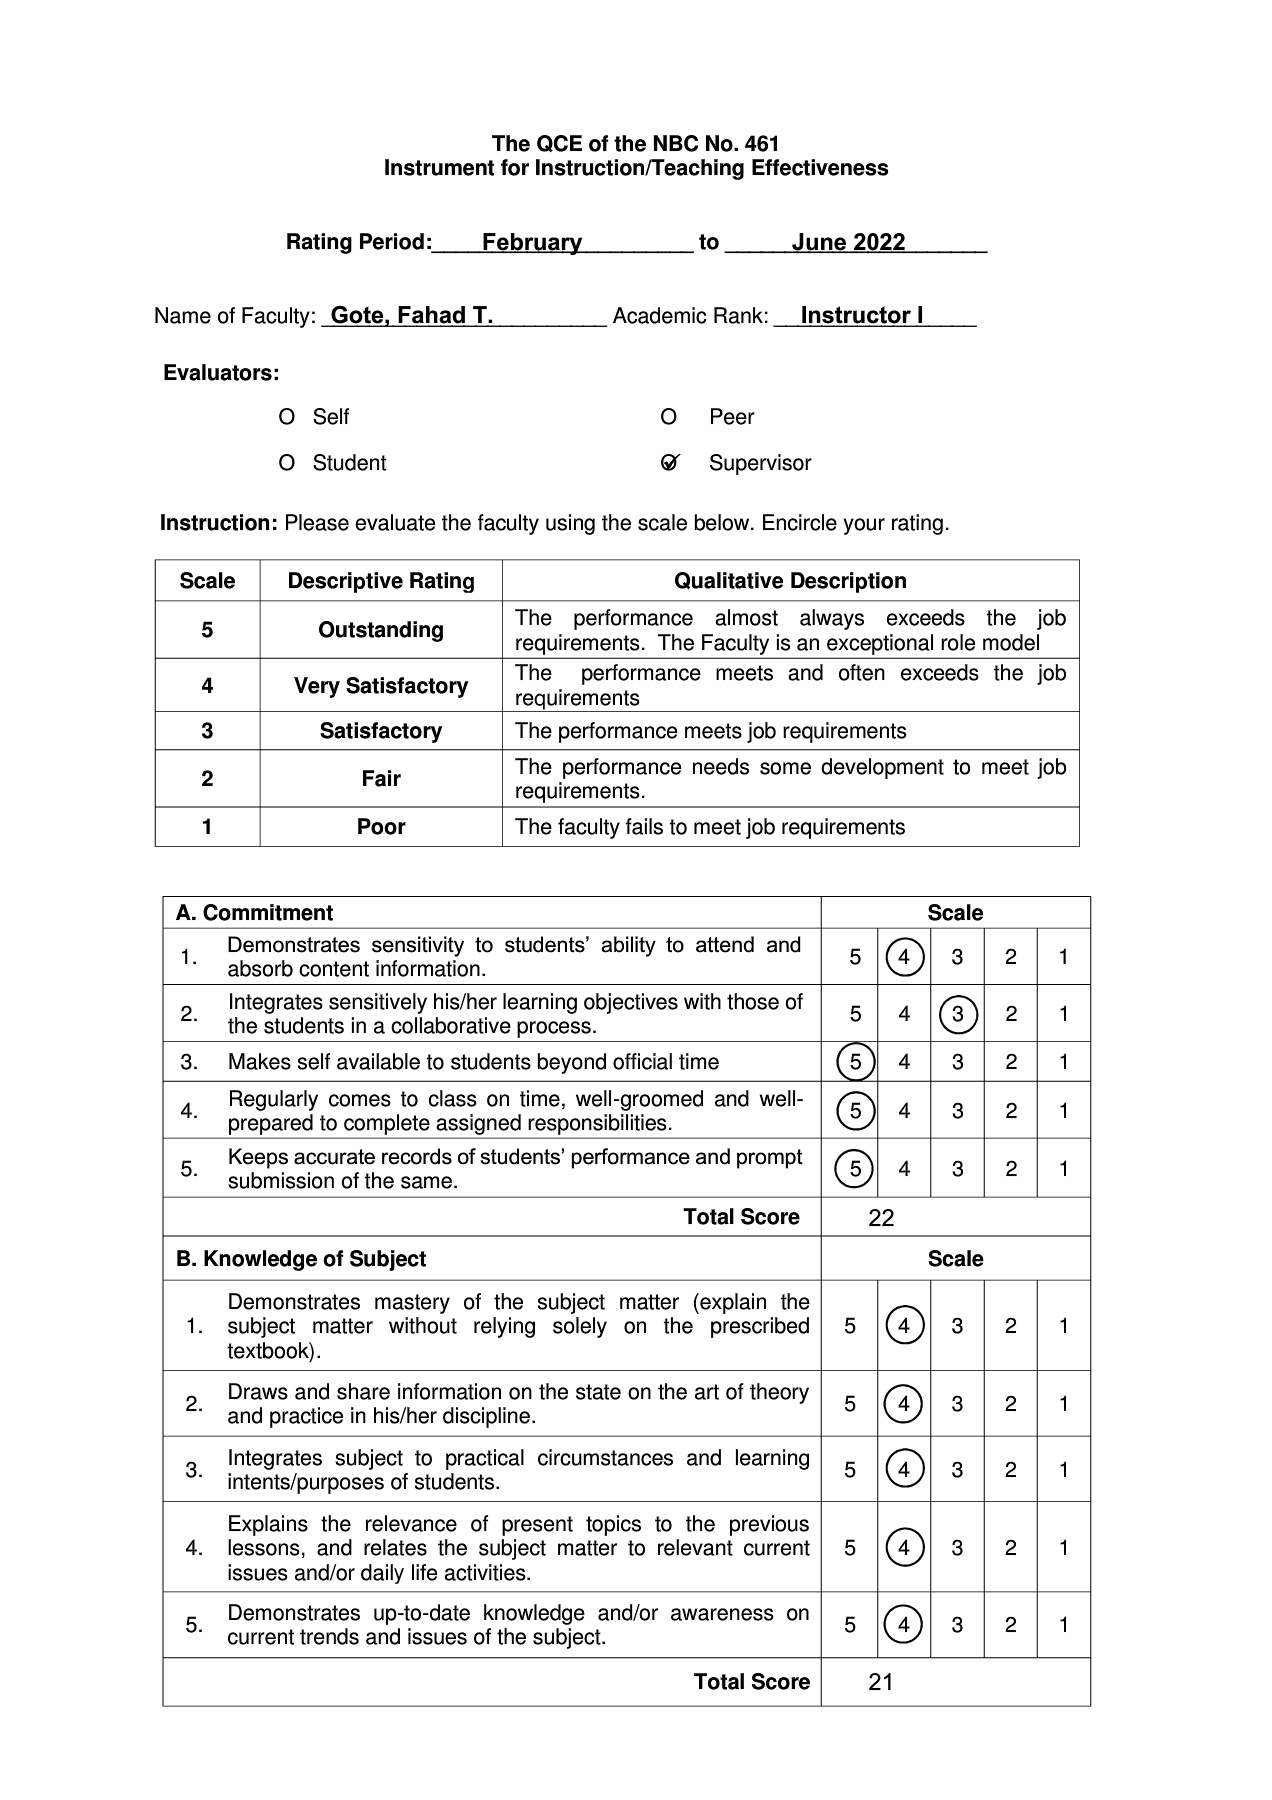 The QCE of the NBC No. 461
Instrument for Instruction/Teaching Effectiveness
Rating Period:____February_________ to _____June 2022______
Name of Faculty: Gote, Fahad T._________ Academic Rank: __Instructor I____
Evaluators:
O Self O Peer
O Student O Supervisor
Instruction: Please evaluate the faculty using the scale below. Encircle your rating.
Scale Descriptive Rating Qualitative Description
5 Outstanding The performance almost always exceeds the job
requirements. The Faculty is an exceptional role model
4 Very Satisfactory The performance meets and often exceeds the job
requirements
3 Satisfactory The performance meets job requirements
2 Fair The performance needs some development to meet job
requirements.
1 Poor The faculty fails to meet job requirements
A. Commitment Scale
1. Demonstrates sensitivity to students’ ability to attend and
absorb content information. 5 4 3 2 1
2. Integrates sensitively his/her learning objectives with those of
the students in a collaborative process. 5 4 3 2 1
3. Makes self available to students beyond official time 5 4 3 2 1
4. Regularly comes to class on time, well-groomed and well-
prepared to complete assigned responsibilities. 5 4 3 2 1
5. Keeps accurate records of students’ performance and prompt
submission of the same. 5 4 3 2 1
Total Score 22
B. Knowledge of Subject Scale
Demonstrates mastery of the subject matter (explain the
1. subject matter without relying solely on the prescribed 5 4 3 2 1
textbook).
2. Draws and share information on the state on the art of theory
and practice in his/her discipline. 5 4 3 2 1
3. Integrates subject to practical circumstances and learning
intents/purposes of students. 5 4 3 2 1
Explains the relevance of present topics to the previous
4. lessons, and relates the subject matter to relevant current 5 4 3 2 1
issues and/or daily life activities.
5. Demonstrates up-to-date knowledge and/or awareness on
current trends and issues of the subject. 5 4 3 2 1
Total Score 21